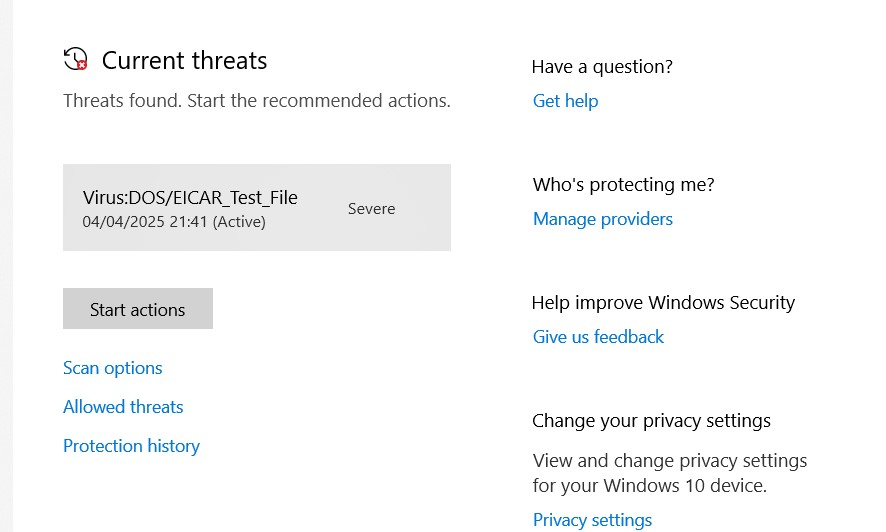 Current threats
Threats found. Start the recommended actions.
Virus:DOS/EICAR_Test_File
04/04/2025 21:41 (Active)
Severe
Start actions
Scan options
Allowed threats
Protection history
Have a question?
Get help
Who's protecting me?
Manage providers
Help improve Windows Security
Give us feedback
Change your privacy settings
View and change privacy settings
for your Windows 10 device.
Privacy settings